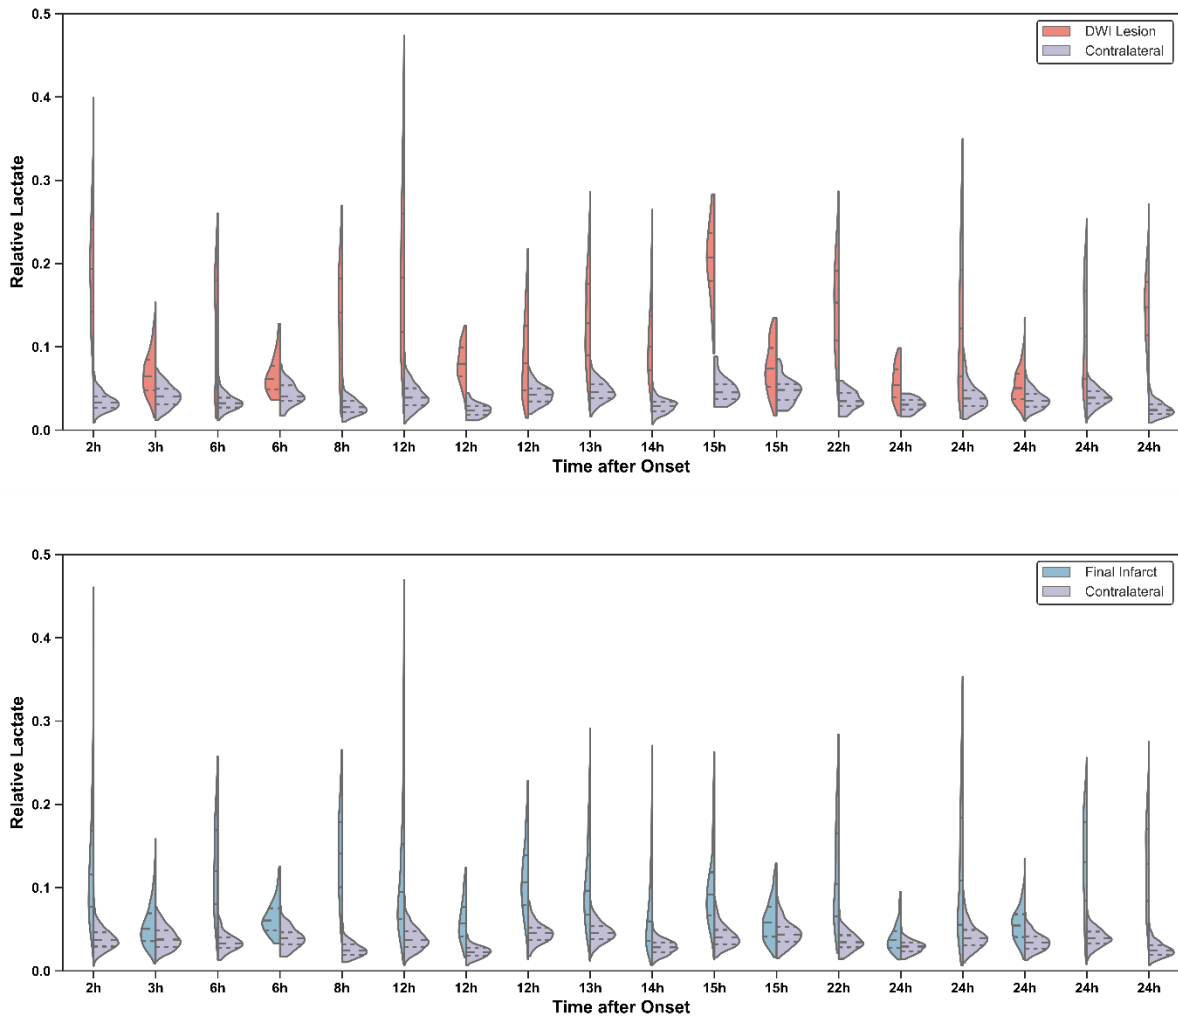 0.5
DWI Lesion
Contralateral
0.4
0.3
Relative Lactate
0.2
0.1
0.0
2h 3h 6h 6h 8h 12h 12h 12h 13h 14h 15h 15h 22h 24h 24h 24h 24h 24h
Time after Onset
0.5
Final Infarct
Contralateral
0.4
0.3
Relative Lactate
0.2
0.1
0.0
2h 3h 6h 6h 8h 12h 12h 12h 13h 14h 15h 15h 22h 24h 24h 24h 24h 24h
Time after Onset